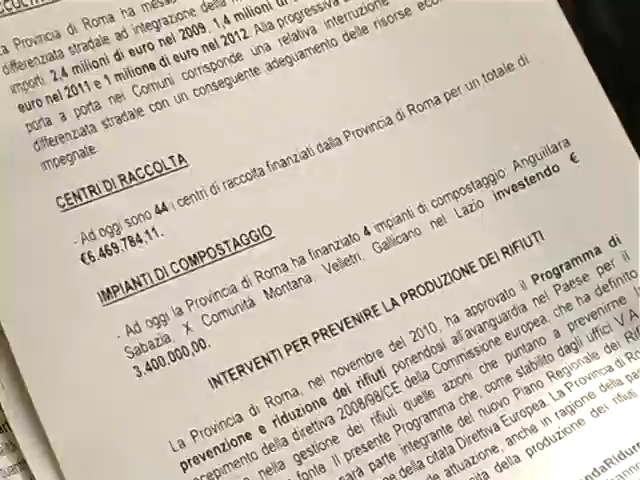 a Provincia di Roma ha mess
differenziata stradale ad integrazione della
importi: 2,4 milioni di euro nel 2009, 1,4 milioni di
euro nel 2011 e 1 milione di euro nel 2012. Alla progressiva
porta a porta nei Comuni corrisponde una relativa interruzione
differenziata stradale con un conseguente adeguamento delle risorse eco
impegnate.
CENTRI DI RACCOLTA
- Ad oggi sono 44 i centri di raccolta finanziati dalla Provincia di Roma per un totale di
€6.469.784,11.
IMPIANTI DI COMPOSTAGGIO
- Ad oggi la Provincia di Roma ha finanziato 4 impianti di compostaggio: Anguillara
Sabazia, X Comunità Montana, Velletri, Gallicano nel Lazio investendo €
3.400.000,00.
INTERVENTI PER PREVENIRE LA PRODUZIONE DEI RIFIUTI
La Provincia di Roma, nel novembre del 2010, ha approvato il Programma di
prevenzione e riduzione dei rifiuti ponendosi all'avanguardia nel Paese per il
recepimento della direttiva 2008/98/CE della Commissione europea, che ha definito
nella gestione dei rifiuti quelle azioni che puntano a prevenirne
fonte. Il presente Programma che, come stabilito dagli uffici V.A
arà parte integrante del nuovo Piano Regionale dei R
della citata Direttiva Europea. La Provincia di Ro
attuazione, anche in ragione della
della produzione dei rifiuti